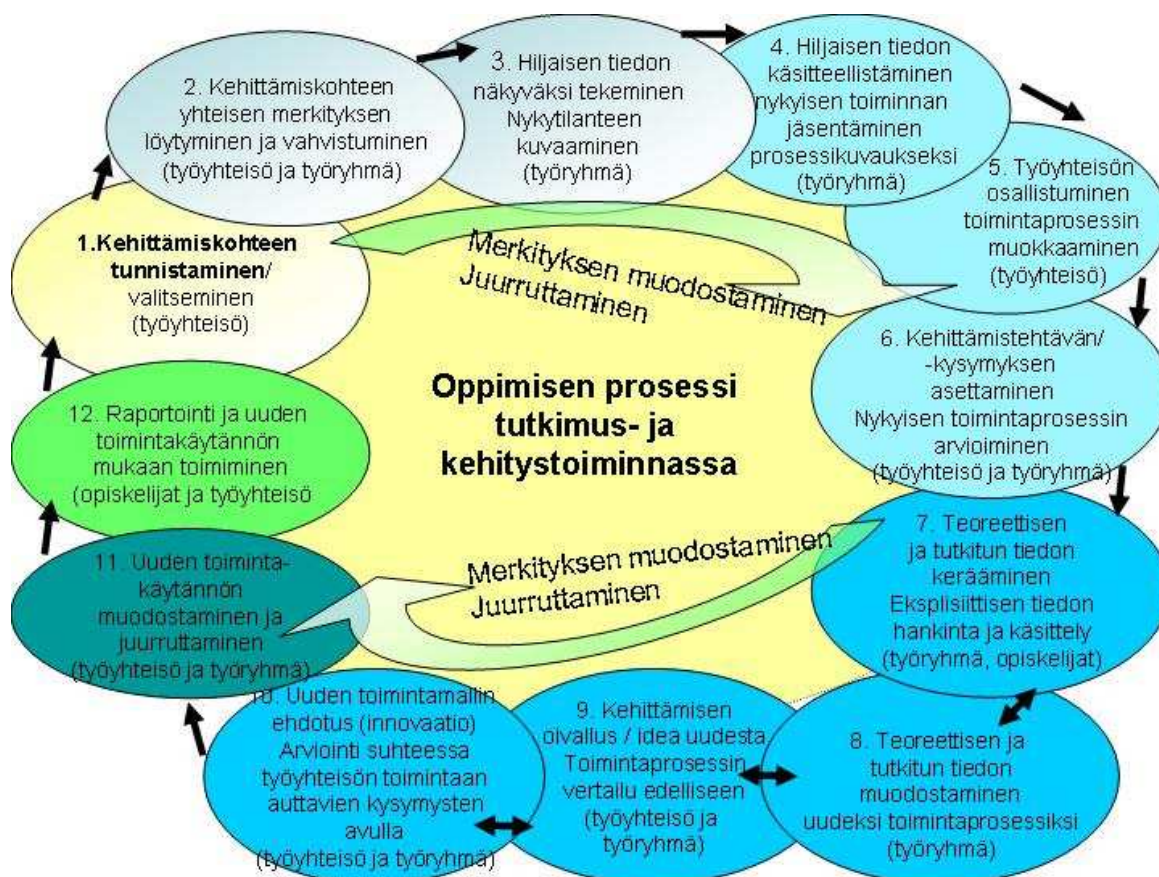 1.Kehittämiskohteen
tunnistaminen/
valitseminen
(työyhteisö)
2. Kehittämiskohteen
yhteisen merkityksen
löytyminen ja vahvistuminen
(työyhteisö ja työryhmä)
3. Hiljaisen tiedon
näkyväksi tekeminen
Nykytilanteen
kuvaaminen
(työryhmä)
4. Hiljaisen tiedon
käsitteellistäminen
nykyisen toiminnan
jäsentäminen
prosessikuvaukseksi
(työryhmä)
5. Työyhteisön
osallistuminen
toimintaprosessin
muokkaaminen
(työyhteisö)
6. Kehittämistehtävän/
-kysymyksen
asettaminen
Nykyisen toimintaprosessin
arvioiminen
(työyhteisö ja työryhmä)
7. Teoreettisen
ja tutkitun tiedon
kerääminen
Eksplisiittisen tiedon
hankinta ja käsittely
(työryhmä, opiskelijat)
8. Teoreettisen ja
tutkitun tiedon
muodostaminen
uudeksi toimintaprosessiksi
(työryhmä)
9. Kehittämisen
oivallus / idea uudesta
Toimintaprosessin
vertailu edelliseen
(työyhteisö ja
työryhmä)
10. Uuden toimintamallin
ehdotus (innovaatio)
Arviointi suhteessa
työyhteisön toimintaan
auttavien kysymysten
avulla
(työyhteisö ja työryhmä)
11. Uuden toiminta-
käytännön
muodostaminen ja
juurruttaminen
(työyhteisö ja työryhmä)
12. Raportointi ja uuden
toimintakäytännön
mukaan toimiminen
(opiskelijat ja työyhteisö
Merkityksen muodostaminen
Juurruttaminen
Oppimisen prosessi
tutkimus- ja
kehitystoiminnassa
Merkityksen muodostaminen
Juurruttaminen